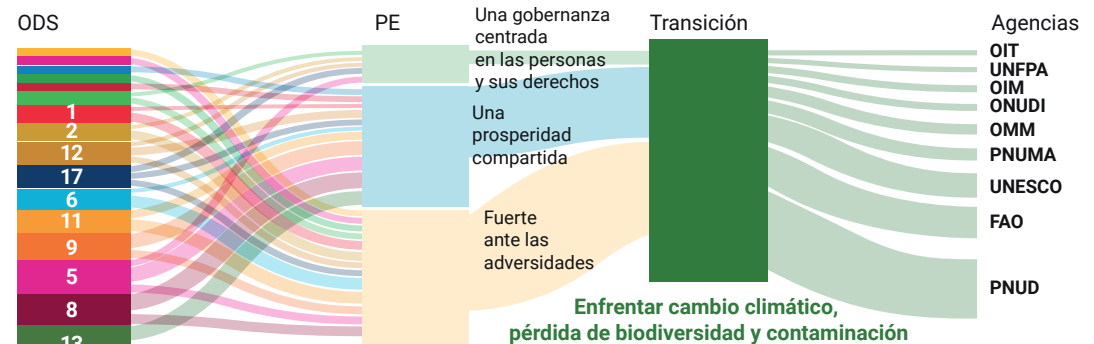 ODS
PE
Una gobernanza
centrada
en las personas
y sus derechos
Transición
Agencias
1
2
12
17
6
11
9
5
8
13
Una
prosperidad
compartida
Fuerte
ante las
adversidades
Enfrentar cambio climático,
pérdida de biodiversidad y contaminación
OIT
UNFPA
OIM
ONUDI
OMM
PNUMA
UNESCO
FAO
PNUD